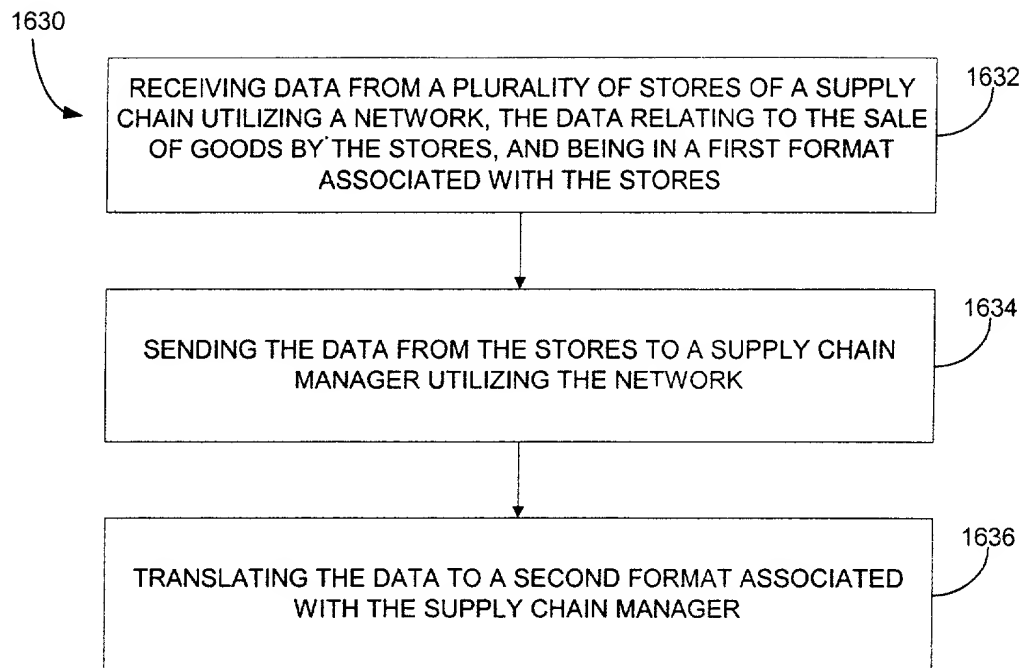 1630
1632
RECEIVING DATA FROM A PLURALITY OF STORES OF A SUPPLY
CHAIN UTILIZING A NETWORK, THE DATA RELATING TO THE SALE
OF GOODS BY THE STORES, AND BEING IN A FIRST FORMAT
ASSOCIATED WITH THE STORES
1634
SENDING THE DATA FROM THE STORES TO A SUPPLY CHAIN
MANAGER UTILIZING THE NETWORK
1636
TRANSLATING THE DATA TO A SECOND FORMAT ASSOCIATED
WITH THE SUPPLY CHAIN MANAGER